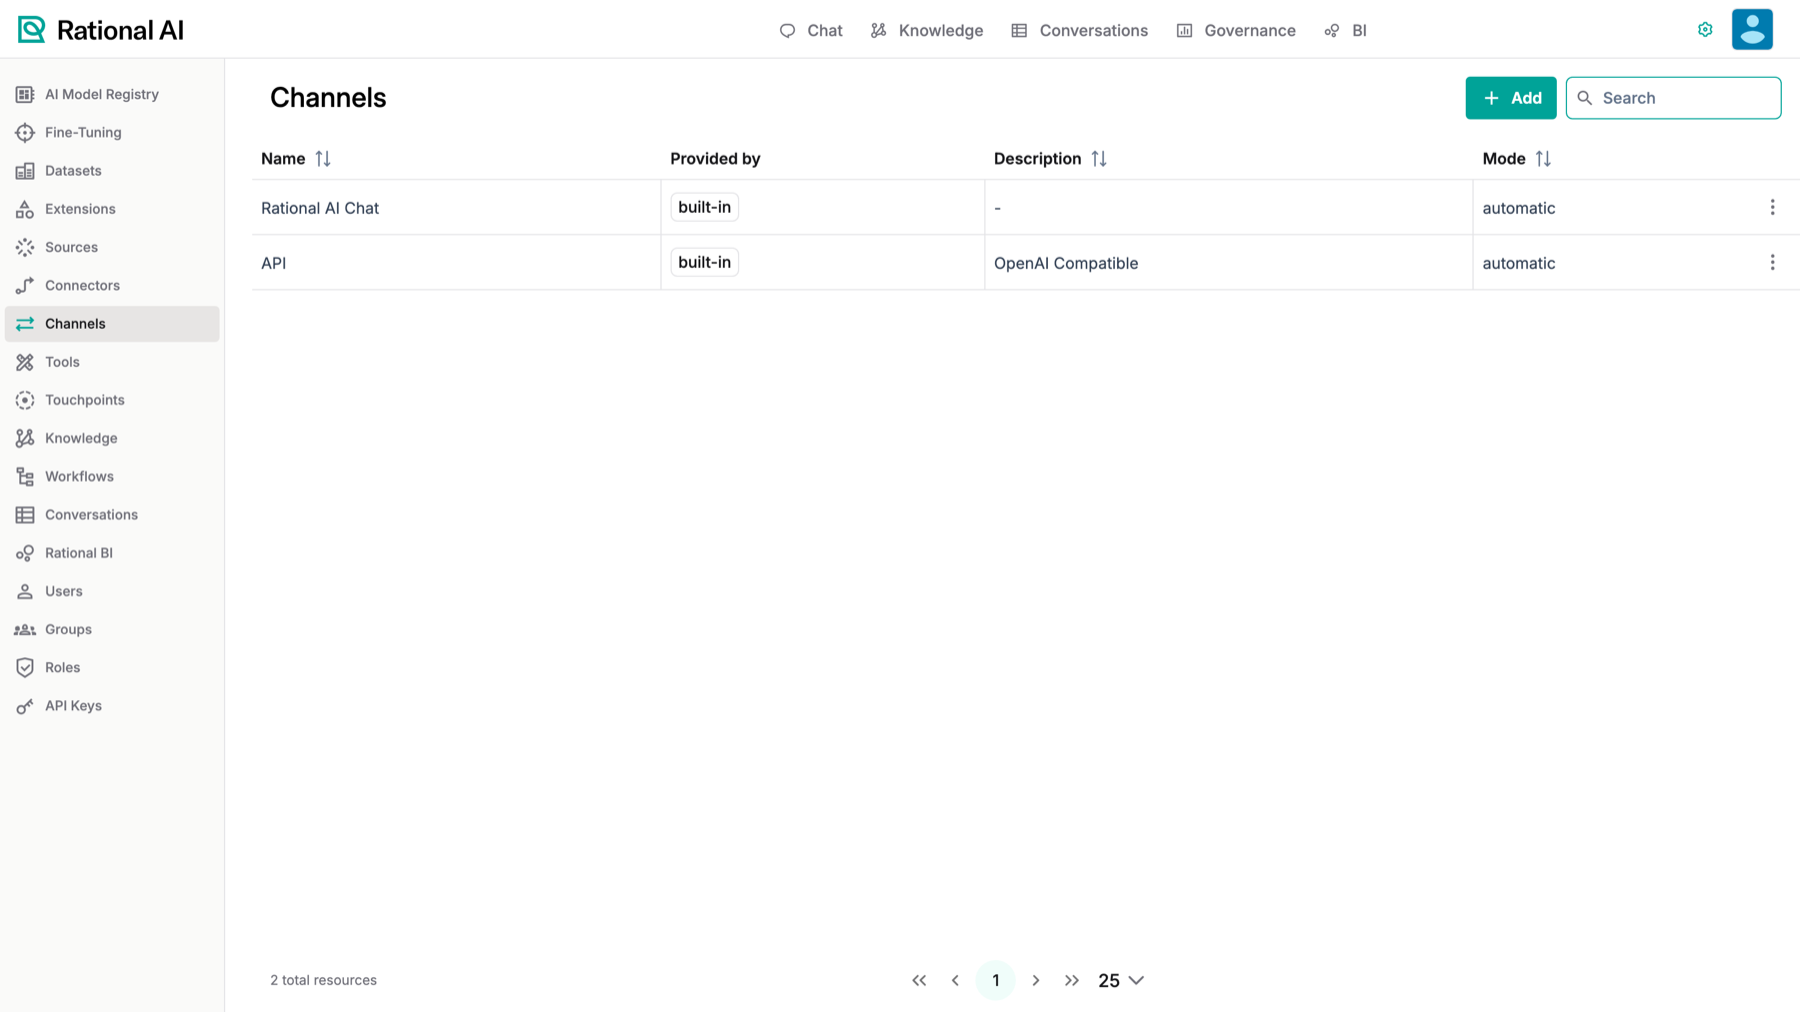 Rational AI
Chat
Knowledge
Conversations
Governance
BI
AI Model Registry
Fine-Tuning
Datasets
Extensions
Sources
Connectors
Channels
Tools
Touchpoints
Knowledge
Workflows
Conversations
Rational BI
Users
Groups
Roles
API Keys
Channels
Add
Search
Name Provided by Description Mode
Rational AI Chat built-in - automatic
API built-in OpenAI Compatible automatic
2 total resources
1
25